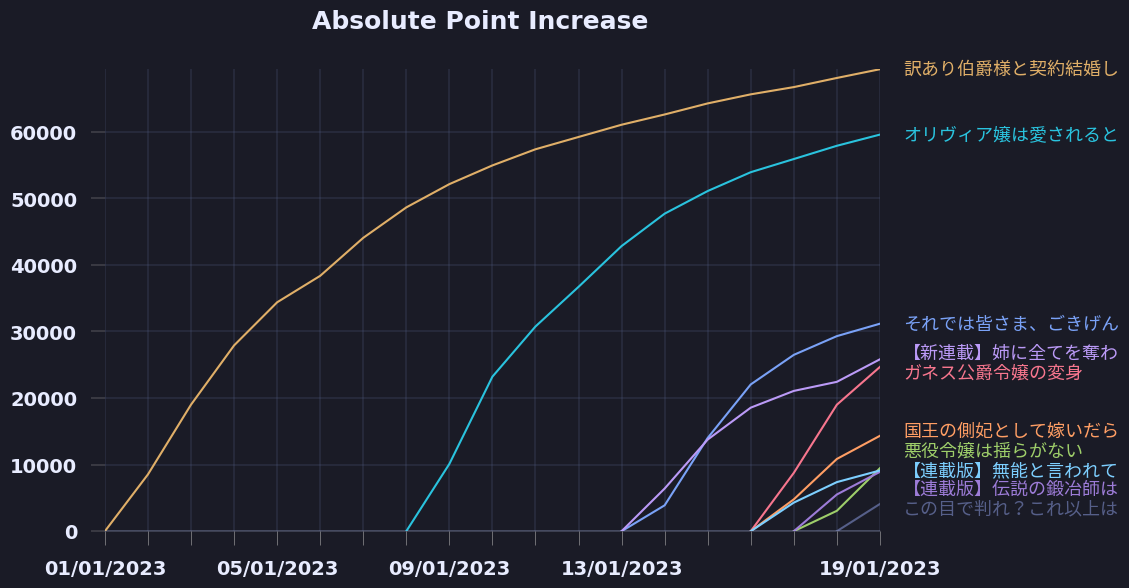 Absolute Point Increase
訳あり伯爵様と契約結婚し
60000
オリヴィア嬢は愛されると
50000
40000
30000
それでは皆さま、ごきげん
【新連載】姉に全てを奪わ
ガネス公爵令嬢の変身
20000
国王の側妃として嫁いだら
悪役令嬢は揺らがない
10000
【連載版】無能と言われて
【連載版】伝説の鍛冶師は
この目で判れ？これ以上は
0
01/01/2023 05/01/2023 09/01/2023 13/01/2023 19/01/2023